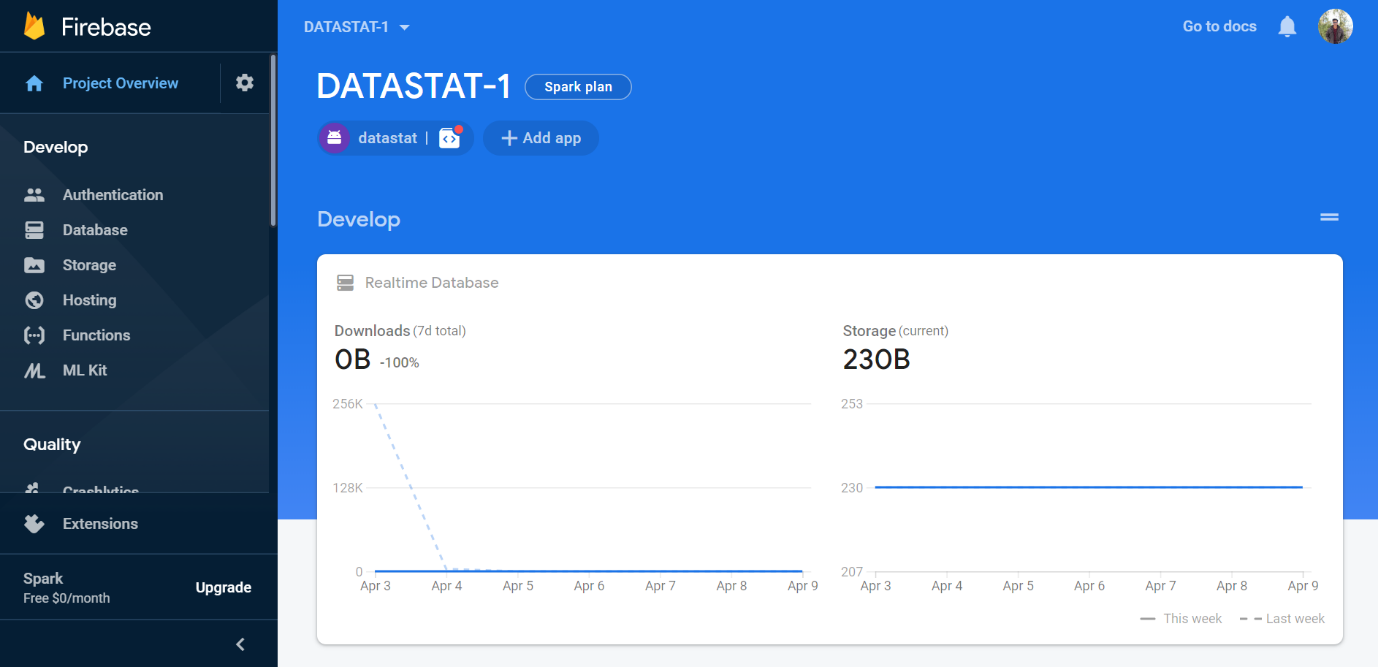 Firebase
Project Overview
Develop
Authentication
Database
Storage
Hosting
Functions
ML Kit
Quality
Crashlytics
Extensions
Spark
Free $0/month
Upgrade
DATASTAT-1
Go to docs
DATASTAT-1
Spark plan
datastat |
+ Add app
Develop
Realtime Database
Downloads (7d total)
0B -100%
256K
128K
0
Apr 3 Apr 4 Apr 5 Apr 6 Apr 7 Apr 8 Apr 9
Storage (current)
230B
253
230
207
Apr 3 Apr 4 Apr 5 Apr 6 Apr 7 Apr 8 Apr 9
This week Last week